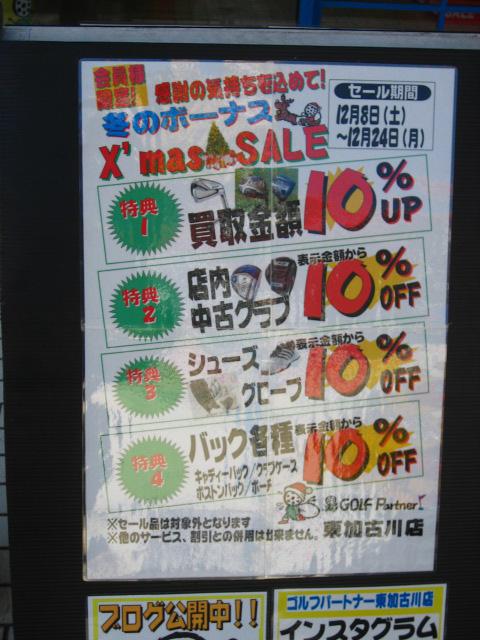 会員様
限定!
感謝の気持ちを込めて!
冬のボーナス
X'mas SALE
セール期間
12月8日(土)
～12月24日(月)
特典
1
買取金額
10%
UP
特典
2
店内
中古クラブ
表示金額から
10%
OFF
特典
3
シューズ
グローブ
表示金額から
10%
OFF
特典
4
バック各種
キャディーバック/クラブケース
ボストンバック/ポーチ
表示金額から
10%
OFF
GOLF Partner
東加古川店
※セール品は対象外となります
※他のサービス、割引との併用は出来ません。
ブログ公開中!!
ゴルフパートナー東加古川店
インスタグラム